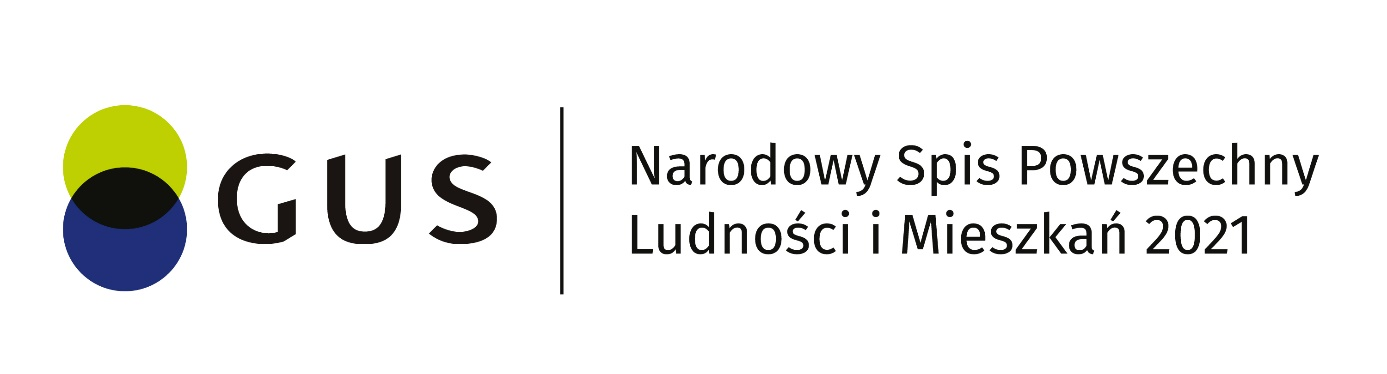 GUS
Narodowy Spis Powszechny
Ludności i Mieszkań 2021